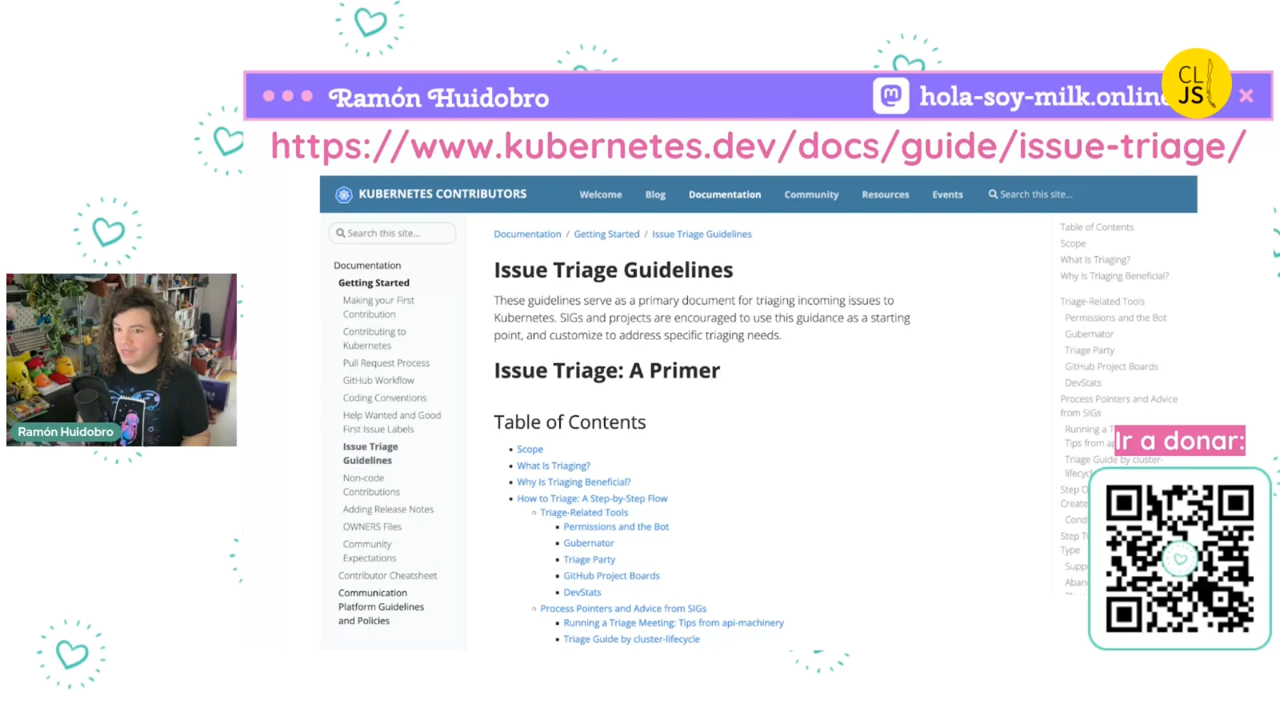 Ramón Huidobro
hola-soy-milk.online
CL
JS
https://www.kubernetes.dev/docs/guide/issue-triage/
KUBERNETES CONTRIBUTORS
Welcome
Blog
Documentation
Community
Resources
Events
Search this site...
Search this site...
Documentation
Getting Started
Making your First
Contribution
Contributing to
Kubernetes
Pull Request Process
GitHub Workflow
Coding Conventions
Help Wanted and Good
First Issue Labels
Issue Triage
Guidelines
Non-code
Contributions
Adding Release Notes
OWNERS Files
Community
Expectations
Contributor Cheatsheet
Communication
Platform Guidelines
and Policies
Documentation / Getting Started / Issue Triage Guidelines
Issue Triage Guidelines
These guidelines serve as a primary document for triaging incoming issues to
Kubernetes. SIGs and projects are encouraged to use this guidance as a starting
point, and customize to address specific triaging needs.
Issue Triage: A Primer
Table of Contents
Scope
What Is Triaging?
Why Is Triaging Beneficial?
How to Triage: A Step-by-Step Flow
Triage-Related Tools
Permissions and the Bot
Gubernator
Triage Party
GitHub Project Boards
DevStats
Process Pointers and Advice from SIGs
Running a Triage Meeting: Tips from api-machinery
Triage Guide by cluster-lifecycle
Table of Contents
Scope
What Is Triaging?
Why Is Triaging Beneficial?
Triage-Related Tools
Permissions and the Bot
Gubernator
Triage Party
GitHub Project Boards
DevStats
Process Pointers and Advice
from SIGs
Running a
Tips from
Triage Guide by cluster-
Step
Step
Type
Ir a donar:
Ramón Huidobro